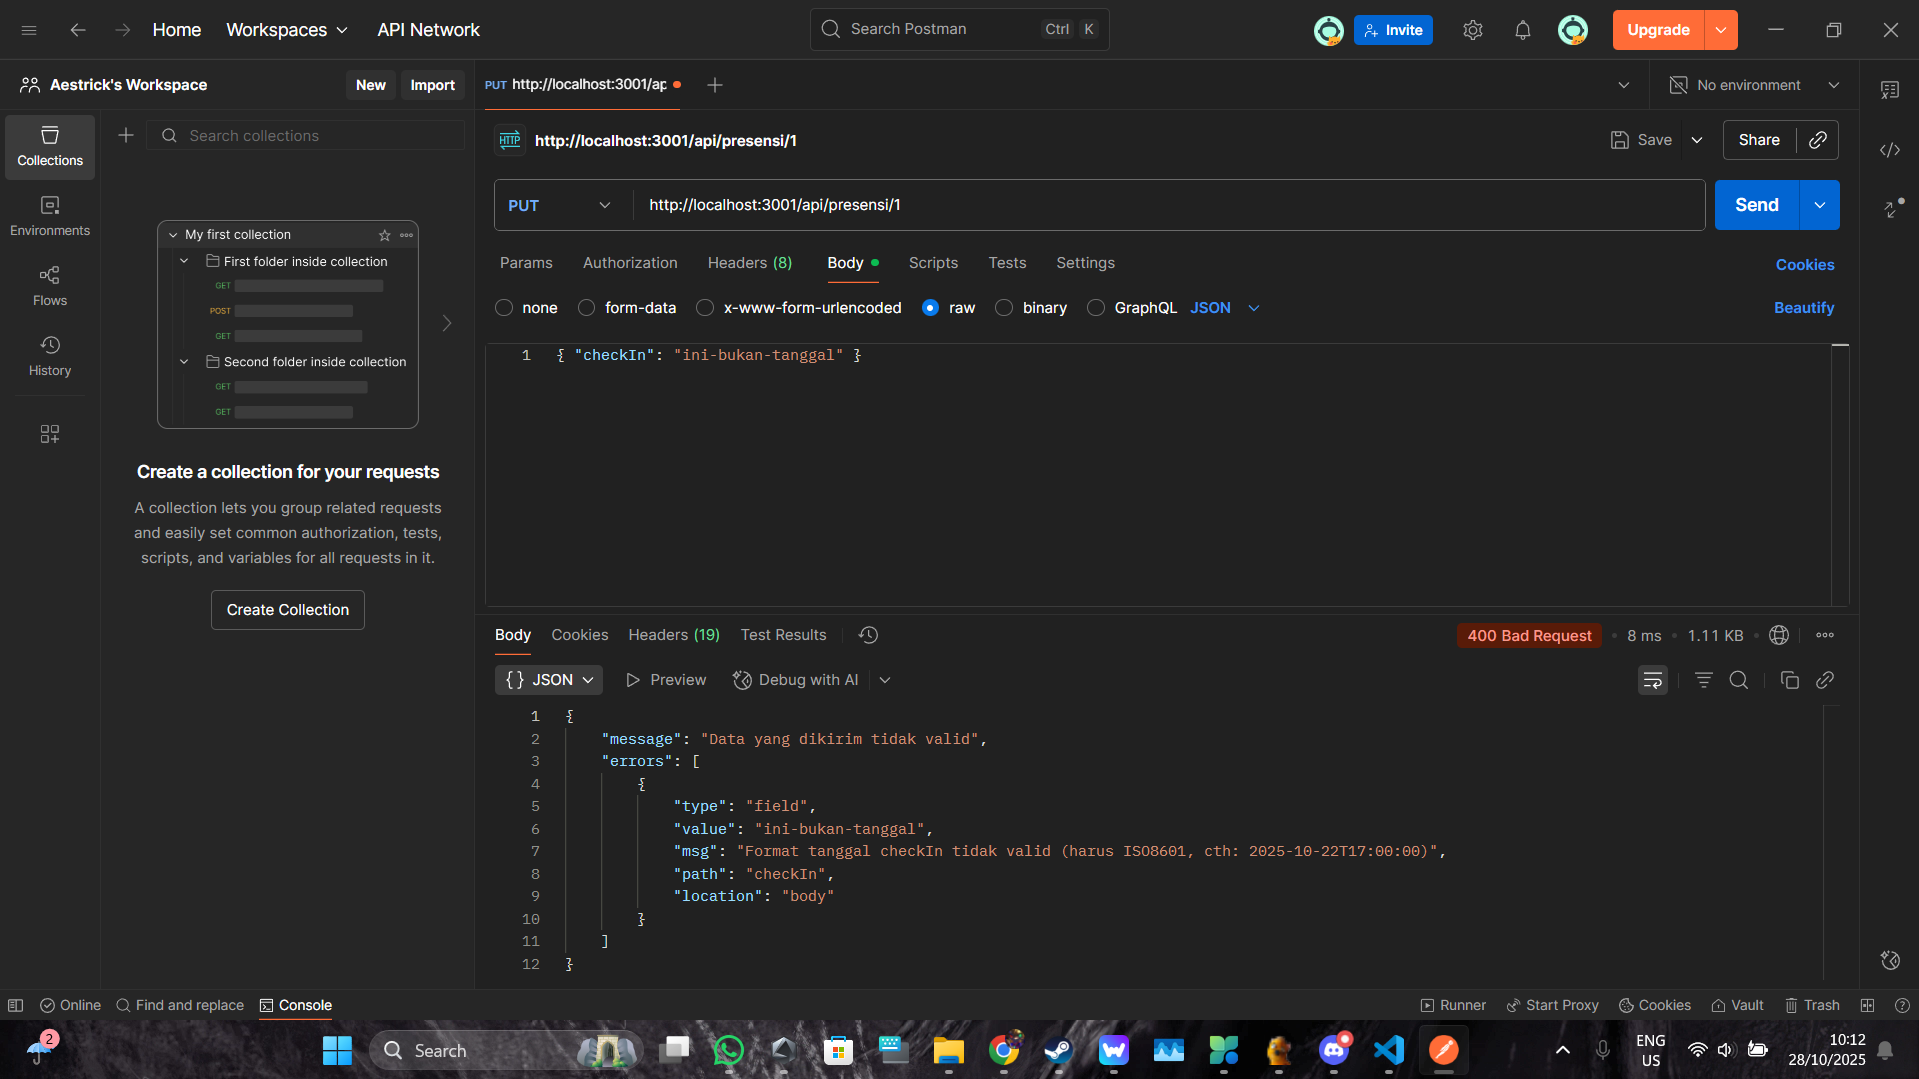 Home
Workspaces
API Network
Search Postman
Ctrl K
Invite
Upgrade
Aestrick's Workspace
New
Import
PUT http://localhost:3001/ap
No environment
Collections
Environments
Flows
History
Search collections
My first collection
First folder inside collection
GET
POST
GET
Second folder inside collection
GET
GET
Create a collection for your requests
A collection lets you group related requests
and easily set common authorization, tests,
scripts, and variables for all requests in it.
Create Collection
HTTP
http://localhost:3001/api/presensi/1
Save
Share
PUT
http://localhost:3001/api/presensi/1
Send
Params
Authorization
Headers (8)
Body
Scripts
Tests
Settings
Cookies
none
form-data
x-www-form-urlencoded
raw
binary
GraphQL
JSON
Beautify
1 { "checkIn": "ini-bukan-tanggal" }
Body
Cookies
Headers (19)
Test Results
400 Bad Request
8 ms
1.11 KB
{} JSON
Preview
Debug with AI
1 {
2 "message": "Data yang dikirim tidak valid",
3 "errors": [
4 {
5 "type": "field",
6 "value": "ini-bukan-tanggal",
7 "msg": "Format tanggal checkIn tidak valid (harus ISO8601, cth: 2025-10-22T17:00:00)",
8 "path": "checkIn",
9 "location": "body"
10 }
11 ]
12 }
Online
Find and replace
Console
Runner
Start Proxy
Cookies
Vault
Trash
2
Search
ENG
US
10:12
28/10/2025